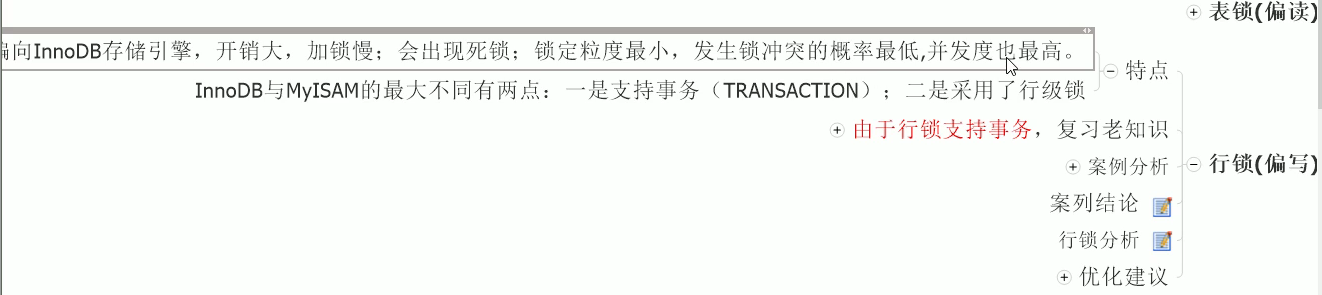 表锁(偏读)
偏向InnoDB存储引擎，开销大，加锁慢；会出现死锁；锁定粒度最小，发生锁冲突的概率最低,并发度也最高。
特点
InnoDB与MyISAM的最大不同有两点：一是支持事务（TRANSACTION）；二是采用了行级锁
由于行锁支持事务，复习老知识
行锁(偏写)
案例分析
案列结论
行锁分析
优化建议